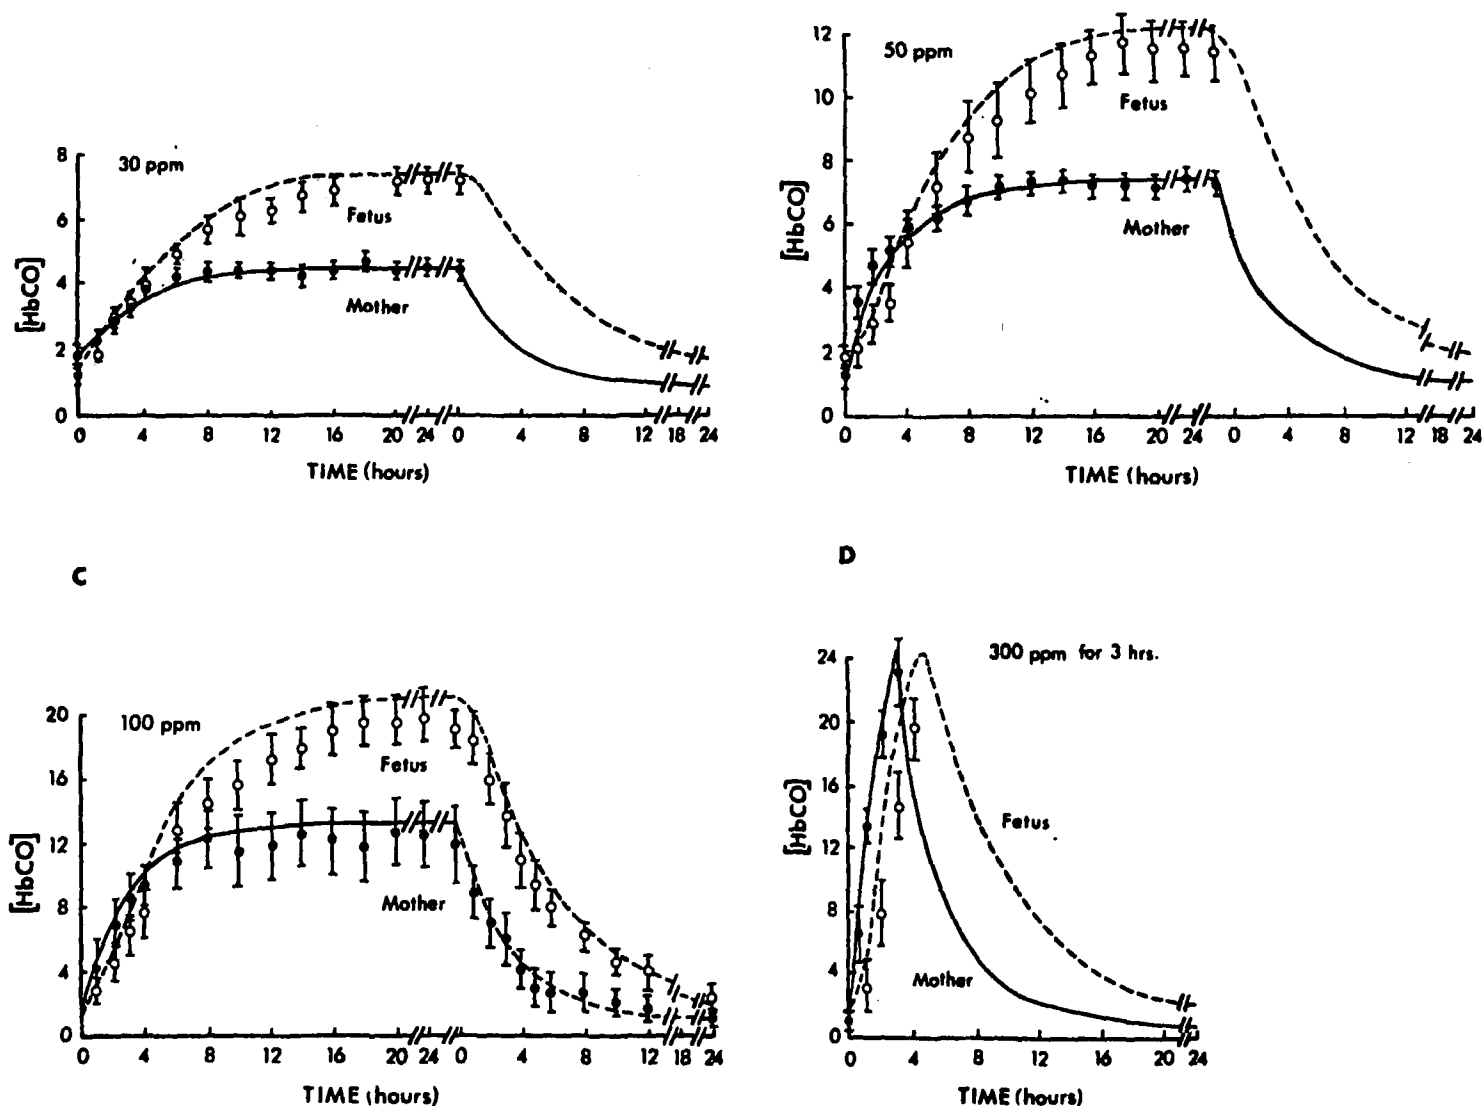 30 ppm
[HbCO]
8
6
4
2
0
Fetus
Mother
0 4 8 12 16 20 24 0 4 8 12 18 24
TIME (hours)
50 ppm
[HbCO]
12
10
8
6
4
2
0
Fetus
Mother
0 4 8 12 16 20 24 0 4 8 12 18 24
TIME (hours)
C
100 ppm
[HbCO]
20
16
12
8
4
0
Fetus
Mother
0 4 8 12 16 20 24 0 4 8 12 18 24
TIME (hours)
D
300 ppm for 3 hrs.
[HbCO]
24
20
16
12
8
4
0
Fetus
Mother
0 4 8 12 16 20 24
TIME (hours)